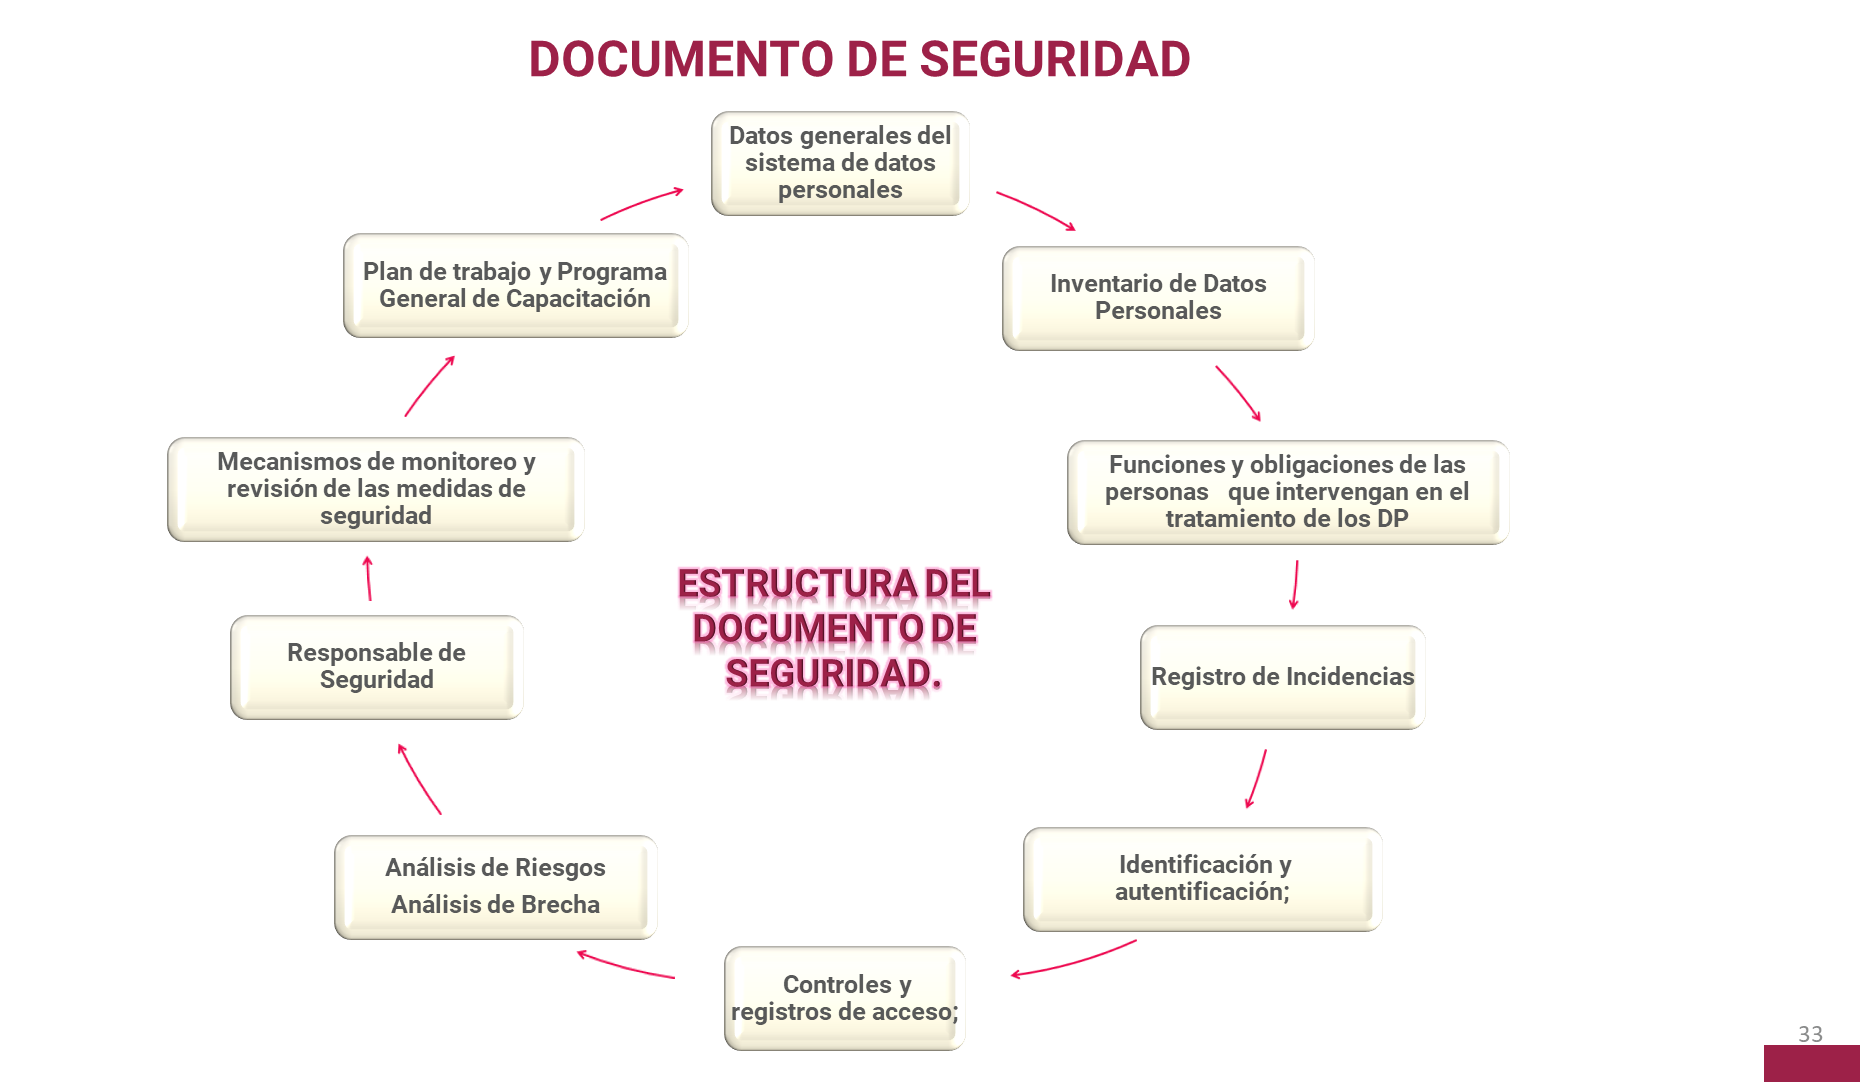 DOCUMENTO DE SEGURIDAD
Datos generales del
sistema de datos
personales
Inventario de Datos
Personales
Funciones y obligaciones de las
personas   que intervengan en el
tratamiento de los DP
Registro de Incidencias
Identificación y
autentificación;
Controles y
registros de acceso;
Análisis de Riesgos
Análisis de Brecha
Responsable de
Seguridad
Mecanismos de monitoreo y
revisión de las medidas de
seguridad
Plan de trabajo y Programa
General de Capacitación
ESTRUCTURA DEL
DOCUMENTO DE
SEGURIDAD.
33